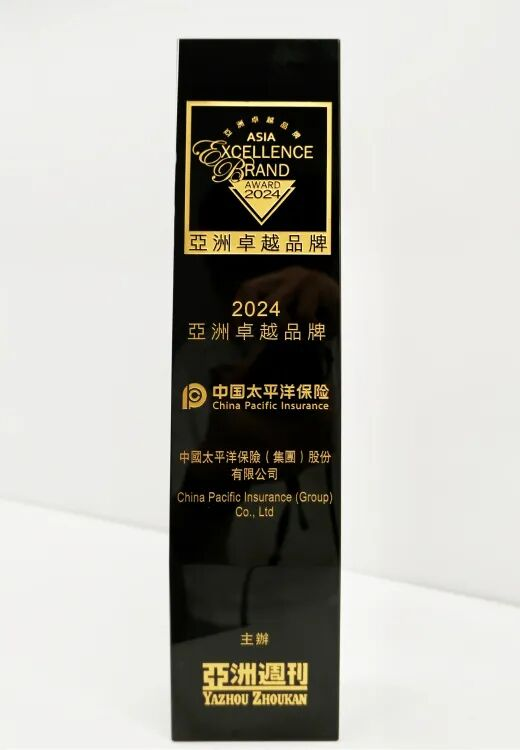 亞洲卓越品牌
ASIA
EXCELLENCE
BRAND
AWARD
2024
亞洲卓越品牌
2024
亞洲卓越品牌
中国太平洋保险
China Pacific Insurance
中國太平洋保險（集團）股份
有限公司
China Pacific Insurance (Group)
Co., Ltd
主辦
亞洲週刊
YAZHOU ZHOUKAN